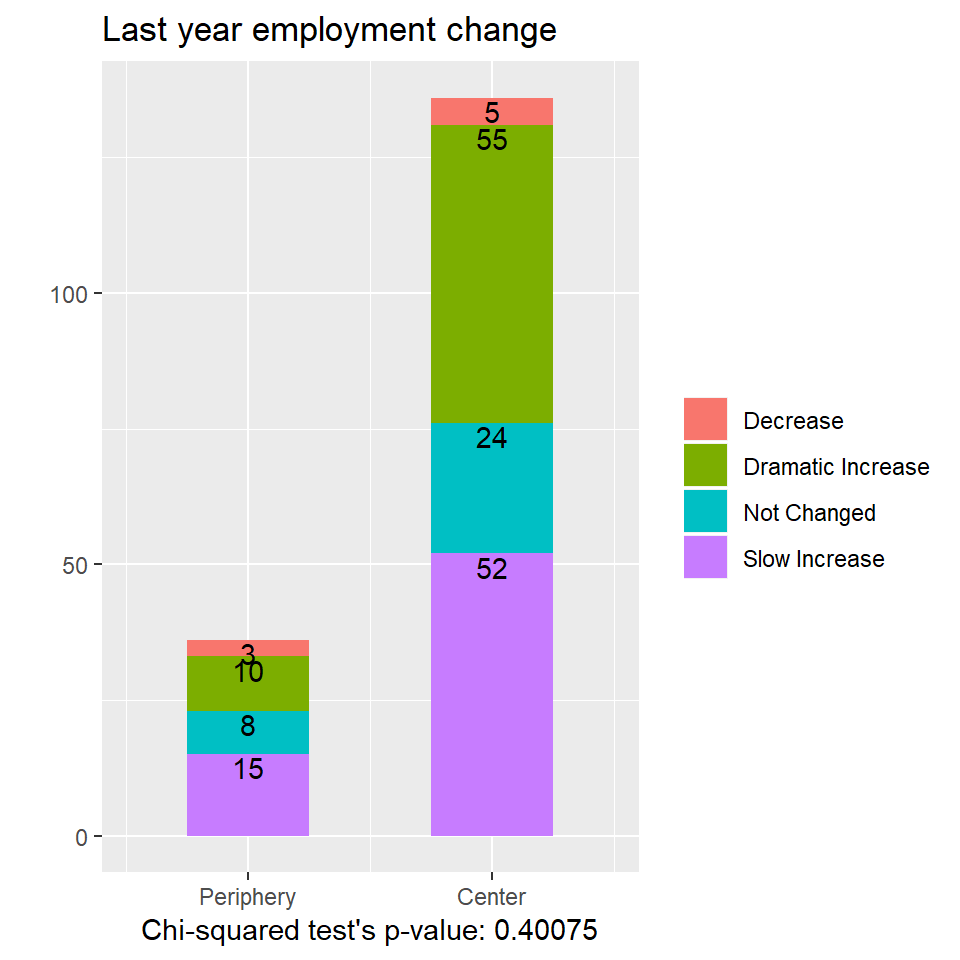 Last year employment change
5
55
100
24
Decrease
Dramatic Increase
Not Changed
Slow Increase
50
52
3
10
8
15
0
Periphery
Center
Chi-squared test's p-value: 0.40075